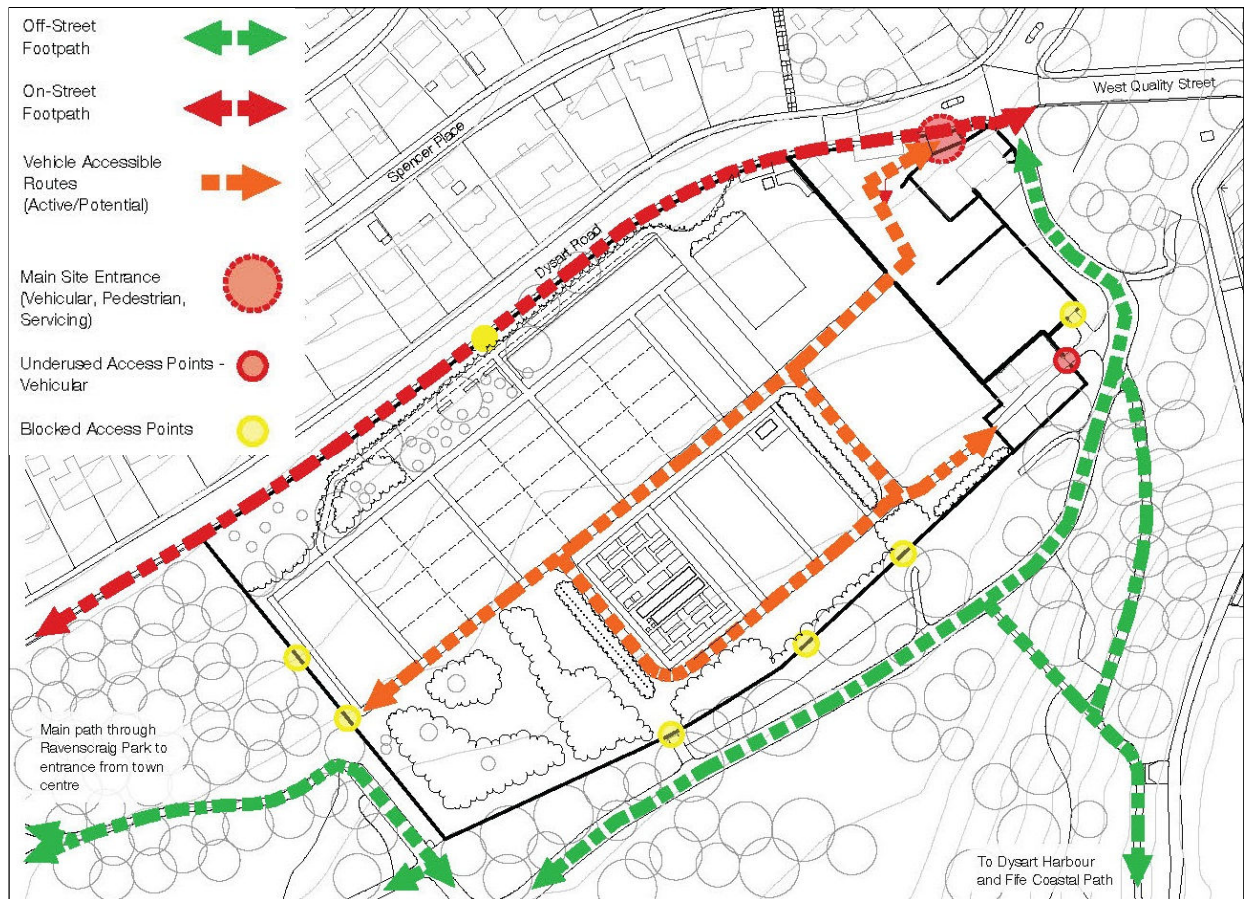 Off-Street
Footpath
On-Street
Footpath
Vehicle Accessible
Routes
(Active/Potential)
Main Site Entrance
(Vehicular, Pedestrian,
Servicing)
Underused Access Points -
Vehicular
Blocked Access Points
West Quality Street
Spencer Place
Dysart Road
Main path through
Ravenscraig Park to
entrance from town
centre
To Dysart Harbour
and Fife Coastal Path